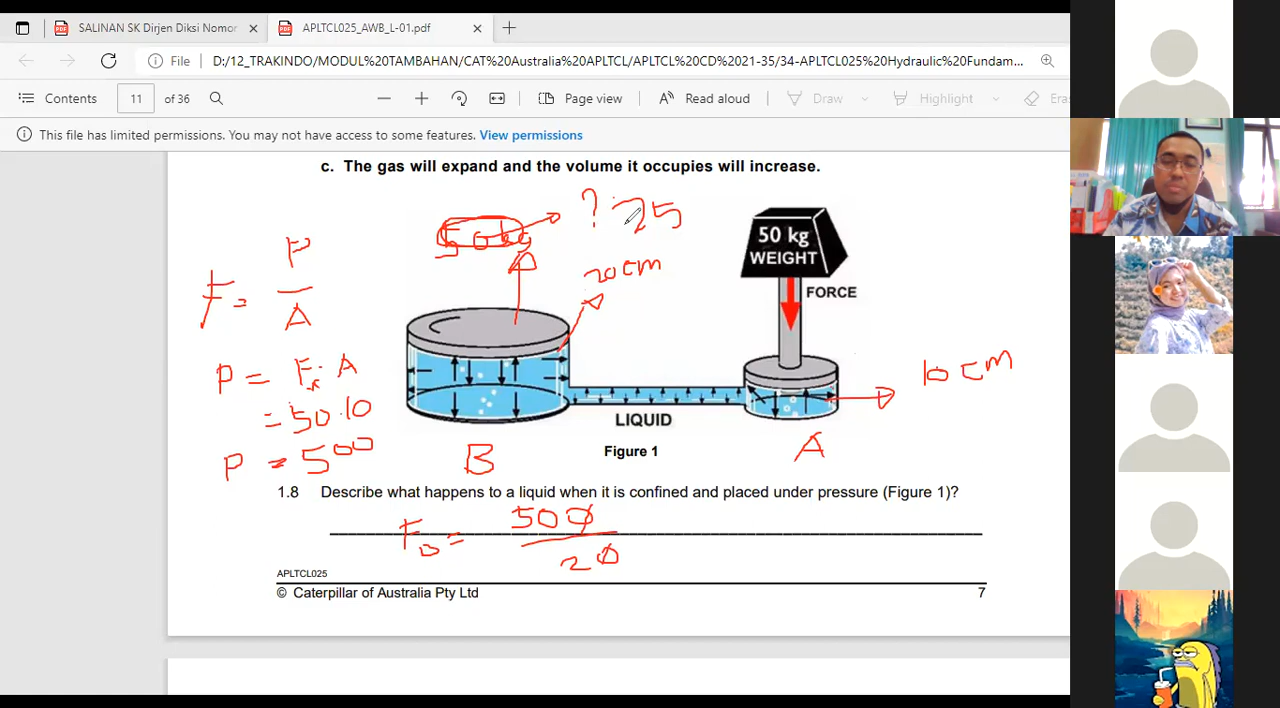 SALINAN SK Dirjen Diksi Nomor
APLTCL025_AWB_L-01.pdf
File
D:/12_TRAKINDO/MODUL%20TAMBAHAN/CAT%20Australia%20APLTCL/APLTCL%20CD%202021-35/34-APLTCL025%20Hydraulic%20Fundam...
Contents
11 of 36
Page view
Read aloud
Draw
Highlight
Era
This file has limited permissions. You may not have access to some features. View permissions
c. The gas will expand and the volume it occupies will increase.
50 kg
? 25
20 cm
50 kg
WEIGHT
FORCE
F = P
A
P = F x A
= 50.10
P = 500
10 cm
LIQUID
B
Figure 1
A
1.8 Describe what happens to a liquid when it is confined and placed under pressure (Figure 1)?
= 500
20
APLTCL025
© Caterpillar of Australia Pty Ltd 7